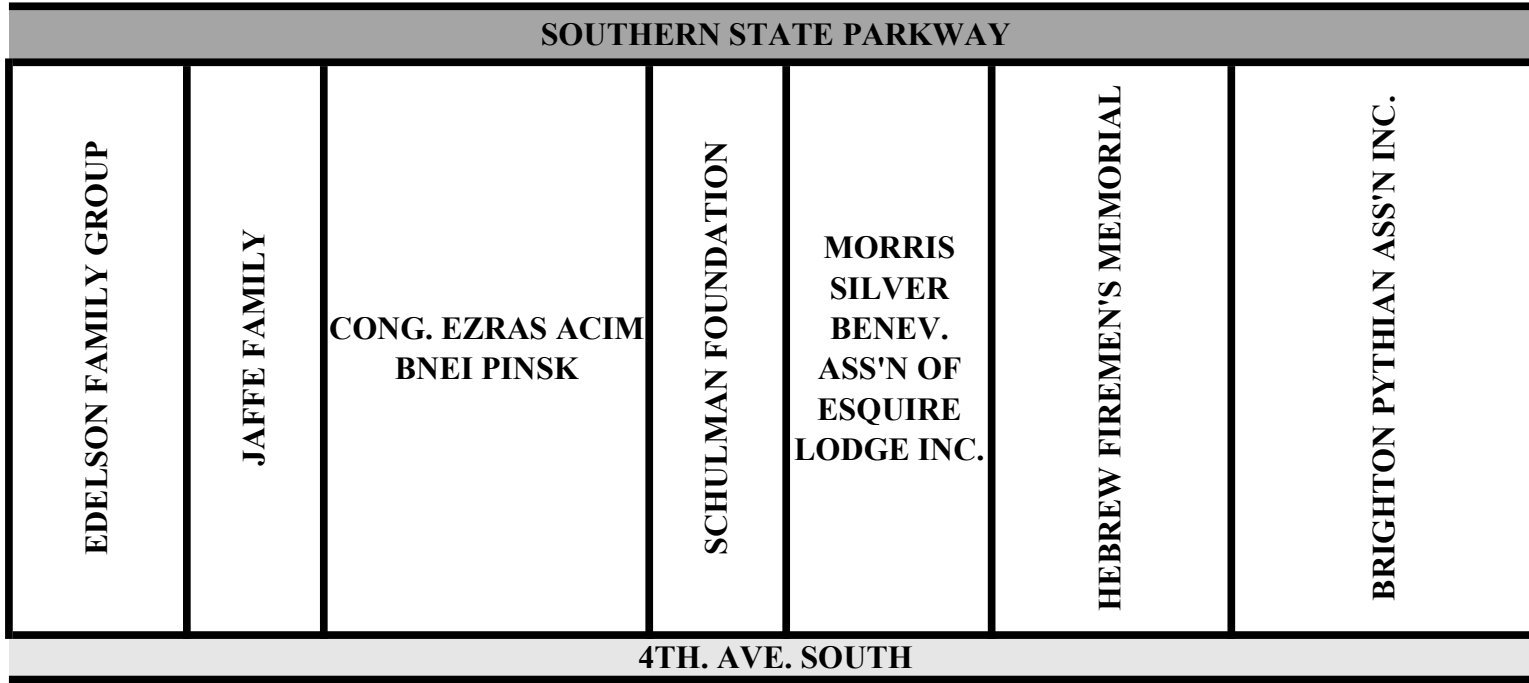 SOUTHERN STATE PARKWAY
EDELSON FAMILY GROUP
JAFFE FAMILY
CONG. EZRAS ACIM
BNEI PINSK
SCHULMAN FOUNDATION
MORRIS
SILVER
BENEV.
ASS'N OF
ESQUIRE
LODGE INC.
HEBREW FIREMEN'S MEMORIAL
BRIGHTON PYTHIAN ASS'N INC.
4TH. AVE. SOUTH